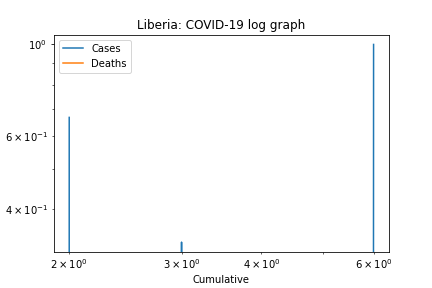 Liberia: COVID-19 log graph
10⁰
Cases
Deaths
6 × 10⁻¹
4 × 10⁻¹
2 × 10⁰ 3 × 10⁰ 4 × 10⁰ 6 × 10⁰
Cumulative